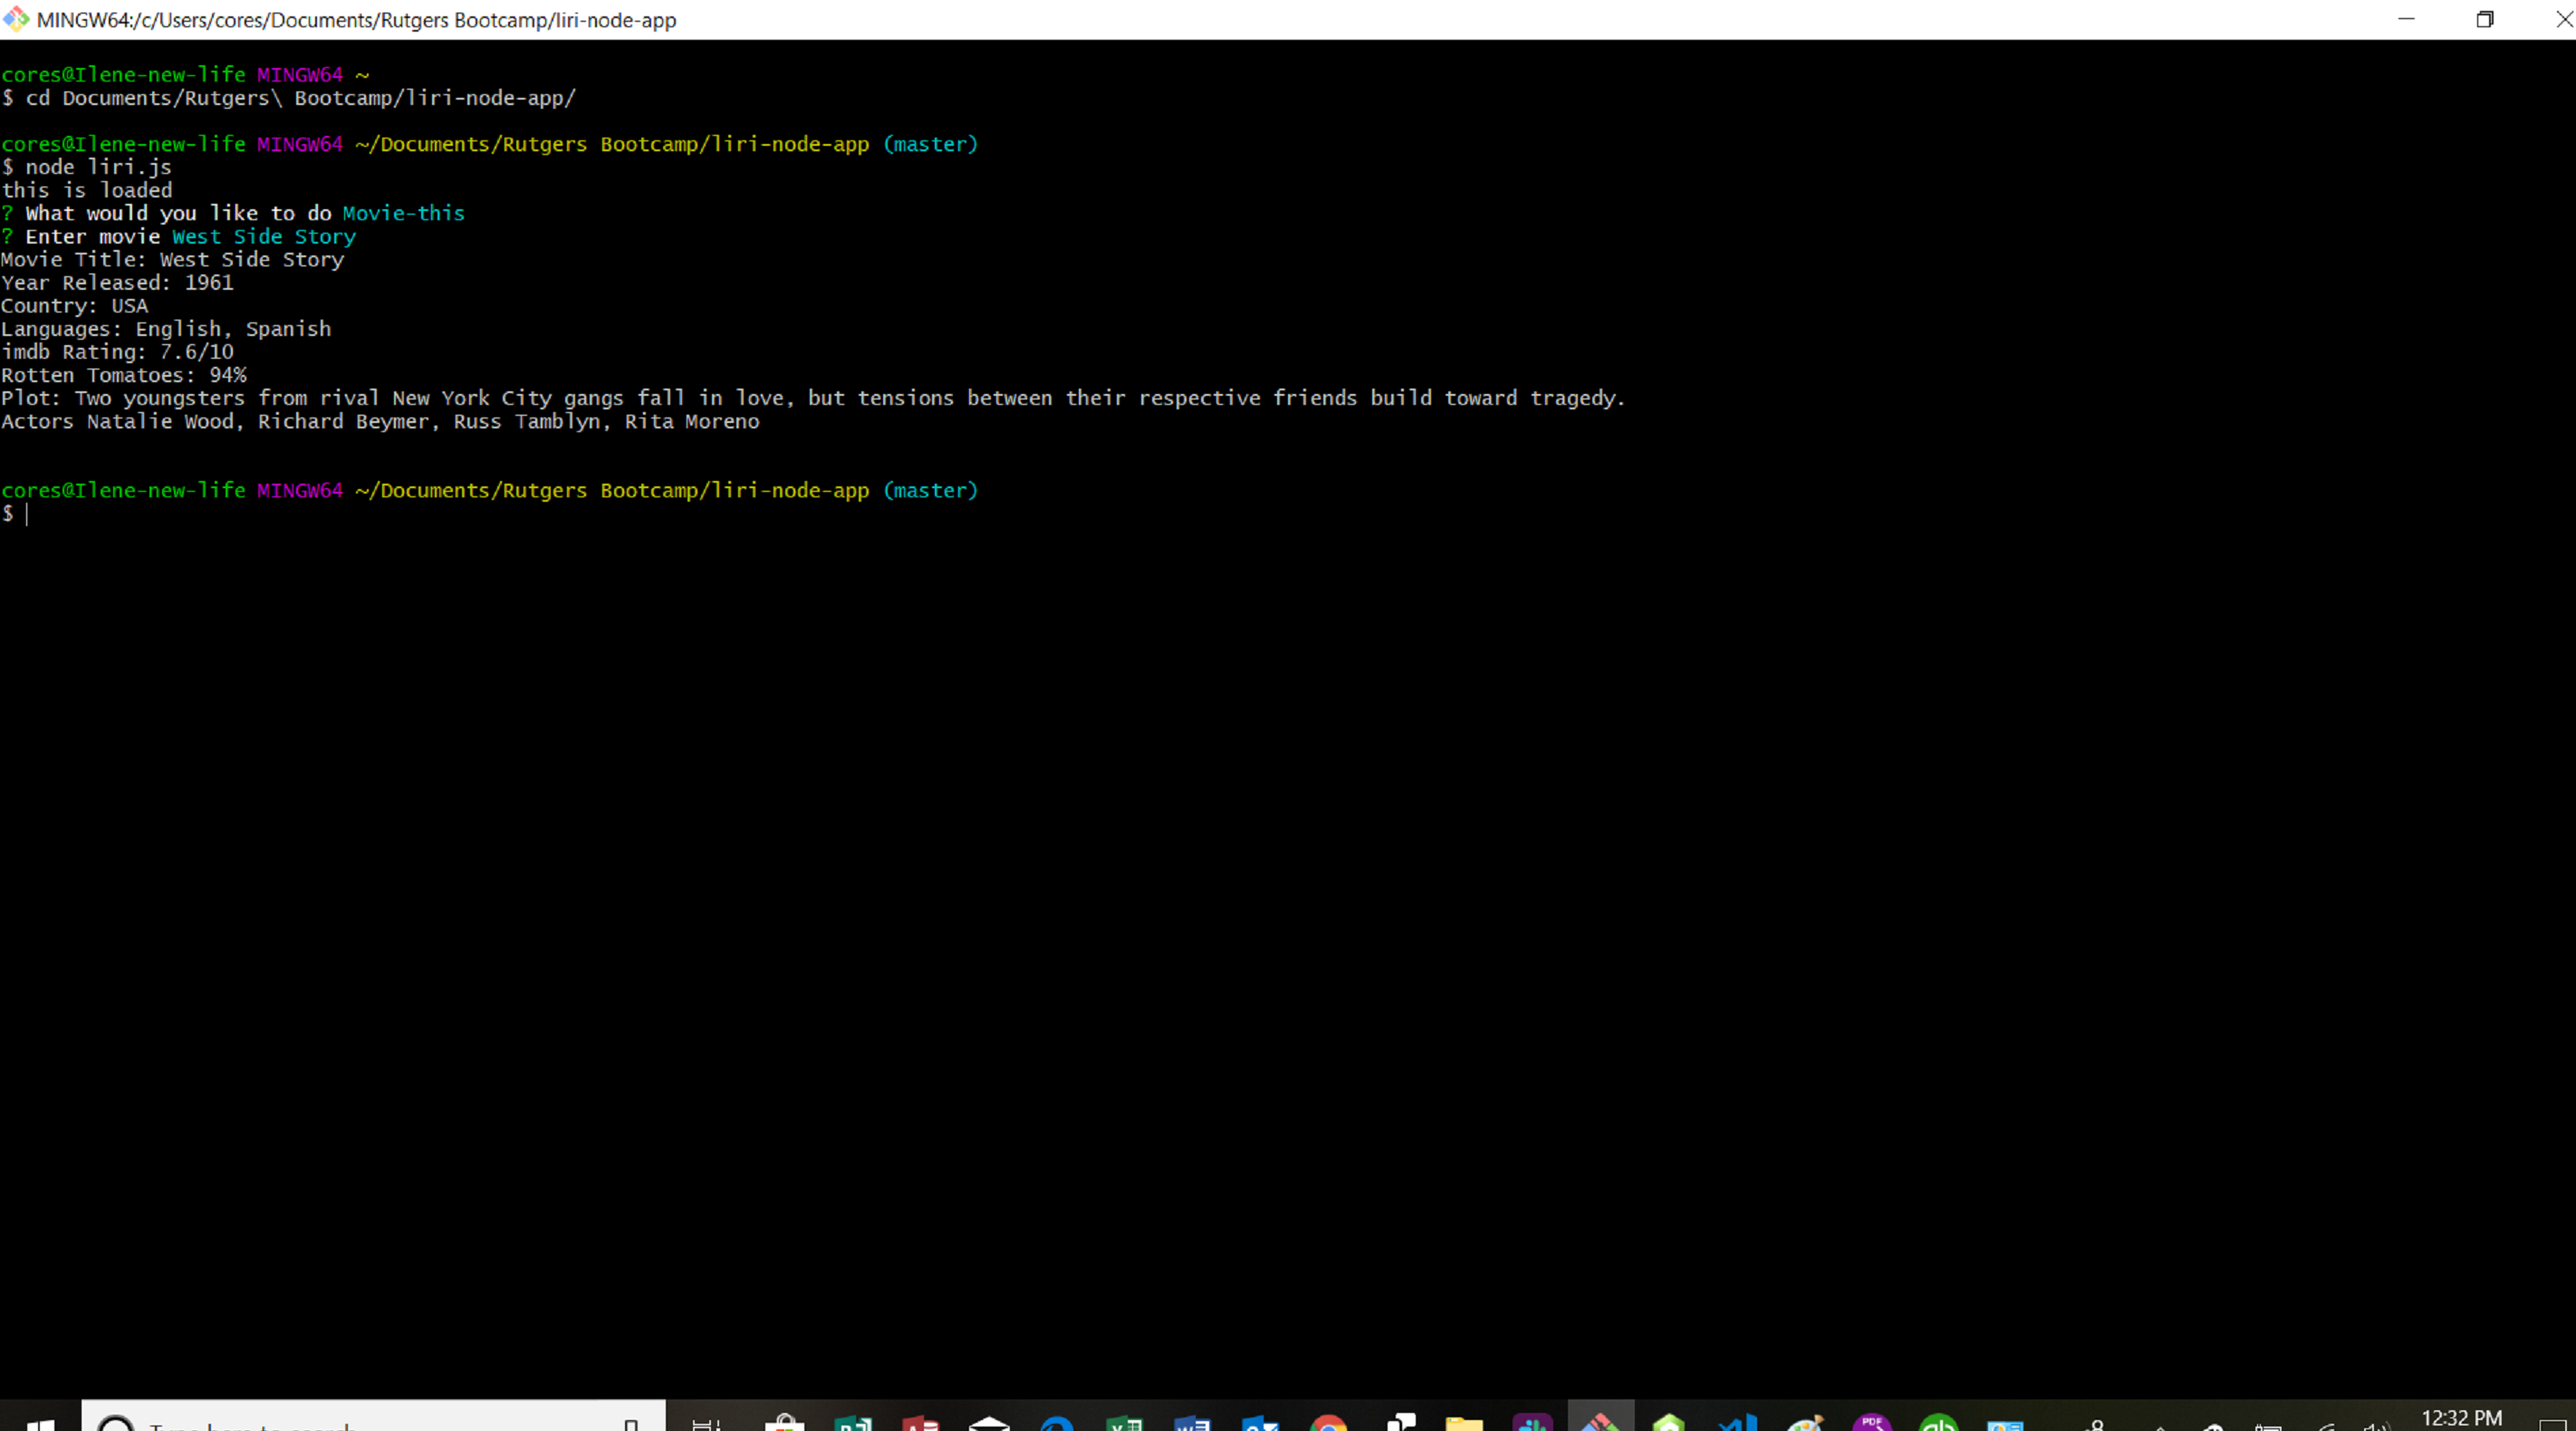 MINGW64:/c/Users/cores/Documents/Rutgers Bootcamp/liri-node-app
cores@Ilene-new-life MINGW64 ~
$ cd Documents/Rutgers\ Bootcamp/liri-node-app/
cores@Ilene-new-life MINGW64 ~/Documents/Rutgers Bootcamp/liri-node-app (master)
$ node liri.js
this is loaded
? What would you like to do Movie-this
? Enter movie West Side Story
Movie Title: West Side Story
Year Released: 1961
Country: USA
Languages: English, Spanish
imdb Rating: 7.6/10
Rotten Tomatoes: 94%
Plot: Two youngsters from rival New York City gangs fall in love, but tensions between their respective friends build toward tragedy.
Actors Natalie Wood, Richard Beymer, Russ Tamblyn, Rita Moreno
cores@Ilene-new-life MINGW64 ~/Documents/Rutgers Bootcamp/liri-node-app (master)
$
Type here to search
PDF
qb
12:32 PM